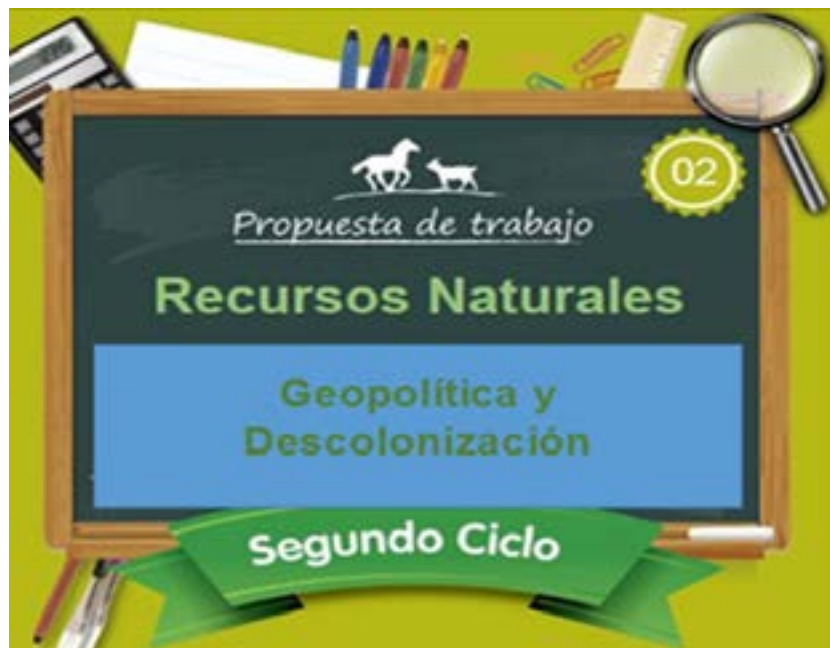 02
Propuesta de trabajo
Recursos Naturales
Geopolítica y
Descolonización
Segundo Ciclo